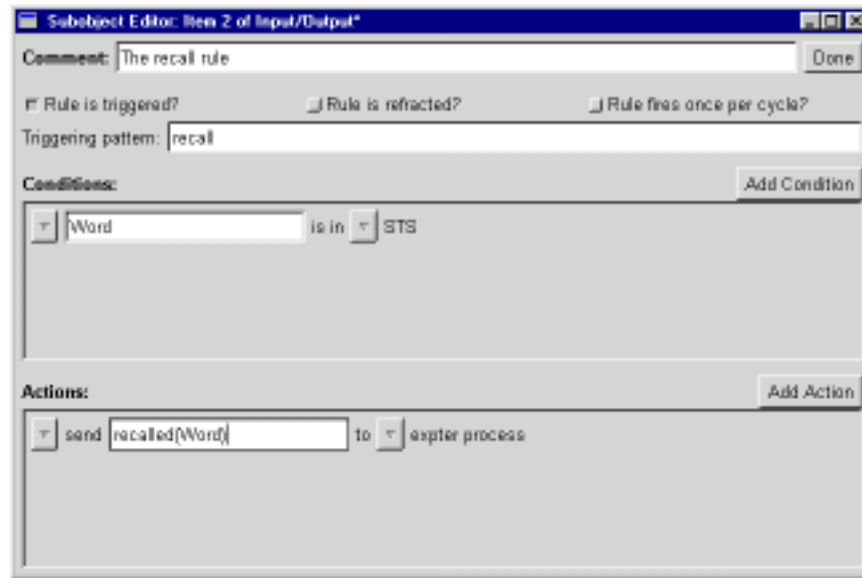 Subobject Editor: Item 2 of Input/Output*
Comment: The recall rule Done
Rule is triggered? Rule is refracted? Rule fires once per cycle?
Triggering pattern: recall
Conditions: Add Condition
Word is in STS
Actions: Add Action
send recalled(Word) to expter process